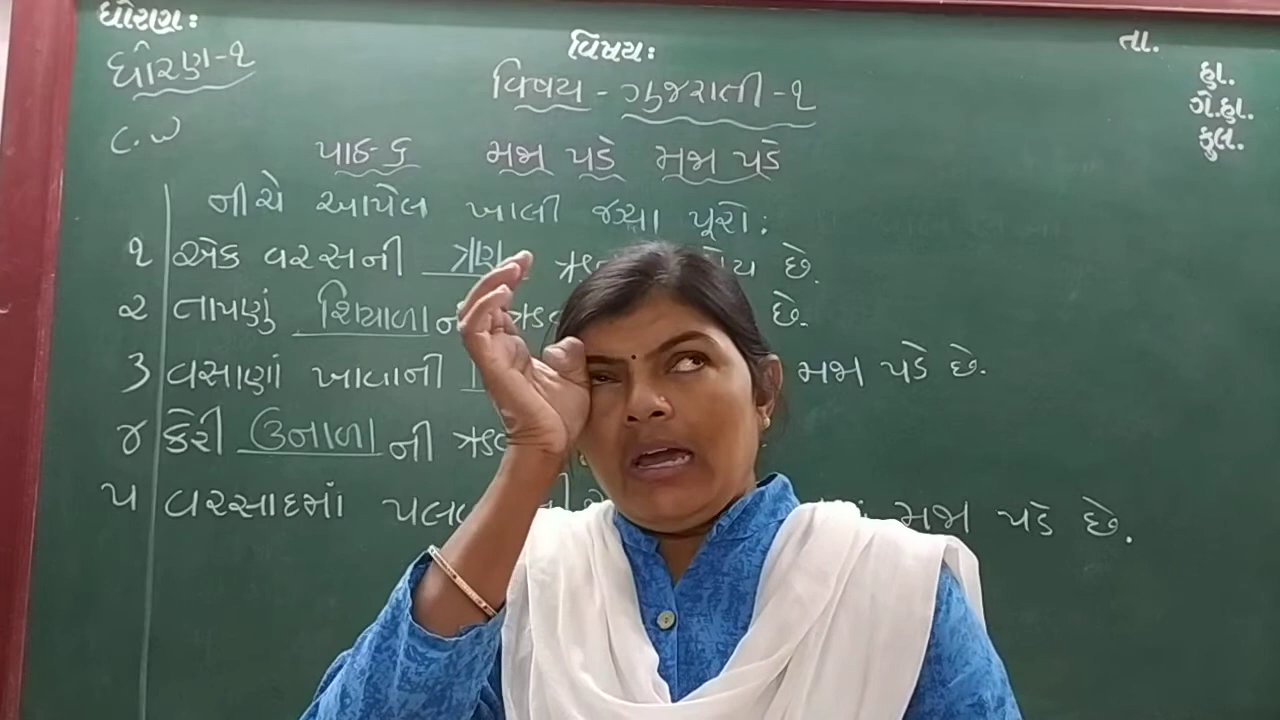 ધોરણ:
વિષય:
તા.
હા.
ગે.હા.
કુલ.
ધોરણ-૧
વિષય - ગુજરાતી -૧
C.W
પાઠ-૬ મજા પડે મજા પડે
નીચે આપેલ ખાલી જગ્યા પૂરો:
૧ એક વરસની ત્રણ છે.
૨ તાપણું શિયાળા છે.
૩ વસાણાં ખાવાની મજા પડે છે.
૪ કેરી ઉનાળા ની
૫ વરસાદમાં મજા પડે છે.